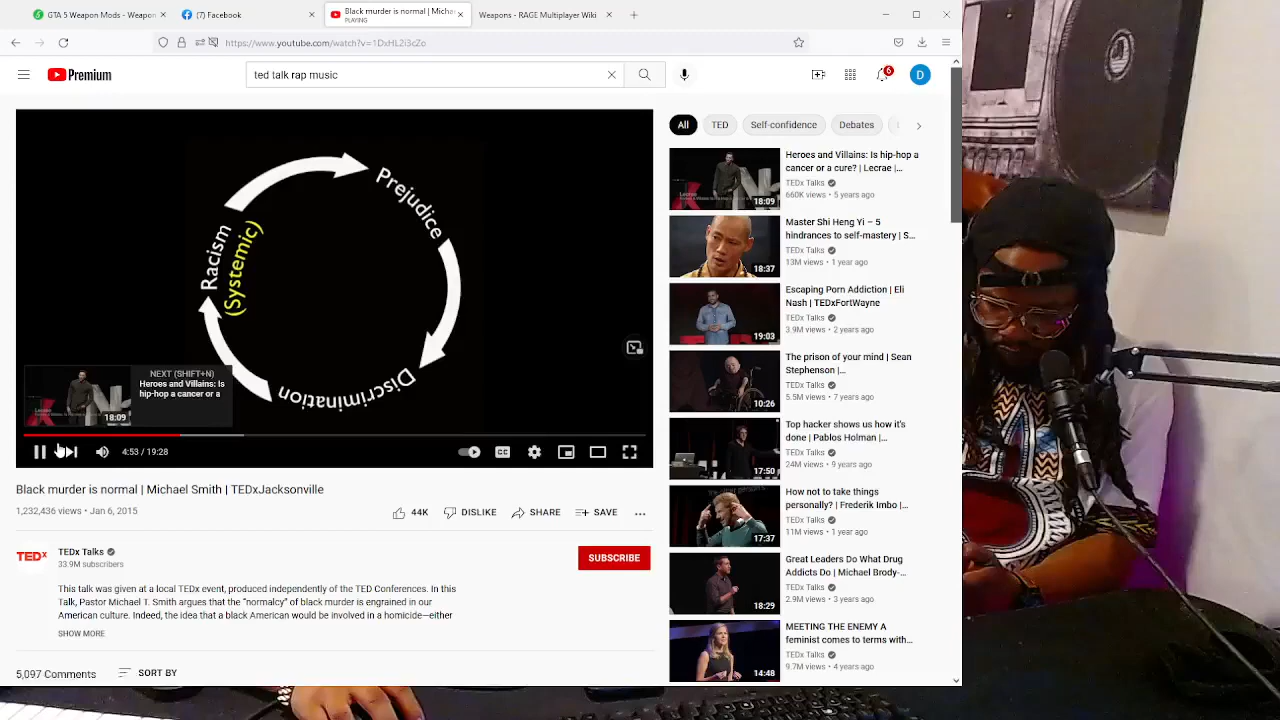 GTA 5 Weapon Mods - Weapon
(7) Facebook
Black murder is normal | Micha
PLAYING
Weapons - RAGE Multiplayer Wiki
https://www.youtube.com/watch?v=1DxHL2i3cZo
Premium
ted talk rap music
6
D
Prejudice
Discrimination
Racism
(Systemic)
NEXT (SHIFT+N)
Heroes and Villains: Is
hip-hop a cancer or a
18:09
4:53 / 19:28
CC
Black murder is normal | Michael Smith | TEDxJacksonville
1,232,436 views • Jan 6, 2015
44K
DISLIKE
SHARE
SAVE
TEDx
TEDx Talks
33.9M subscribers
SUBSCRIBE
This talk was given at a local TEDx event, produced independently of the TED Conferences. In this
Talk, Pastor Michael T. Smith argues that the "normalcy" of black murder is engrained in our
American culture. Indeed, the idea that a black American would be involved in a homicide—either
SHOW MORE
5,097 Comments
SORT BY
All
TED
Self-confidence
Debates
Heroes and Villains: Is hip-hop a
cancer or a cure? | Lecrae |...
TEDx Talks
660K views • 5 years ago
18:09
Master Shi Heng Yi – 5
hindrances to self-mastery | S...
TEDx Talks
13M views • 1 year ago
18:37
Escaping Porn Addiction | Eli
Nash | TEDxFortWayne
TEDx Talks
3.9M views • 2 years ago
19:03
The prison of your mind | Sean
Stephenson |...
TEDx Talks
5.5M views • 7 years ago
10:26
Top hacker shows us how it's
done | Pablos Holman |...
TEDx Talks
24M views • 9 years ago
17:50
How not to take things
personally? | Frederik Imbo |...
TEDx Talks
11M views • 1 year ago
17:37
Great Leaders Do What Drug
Addicts Do | Michael Brody-...
TEDx Talks
2.9M views • 3 years ago
18:29
MEETING THE ENEMY A
feminist comes to terms with...
TEDx Talks
9.7M views • 4 years ago
14:48